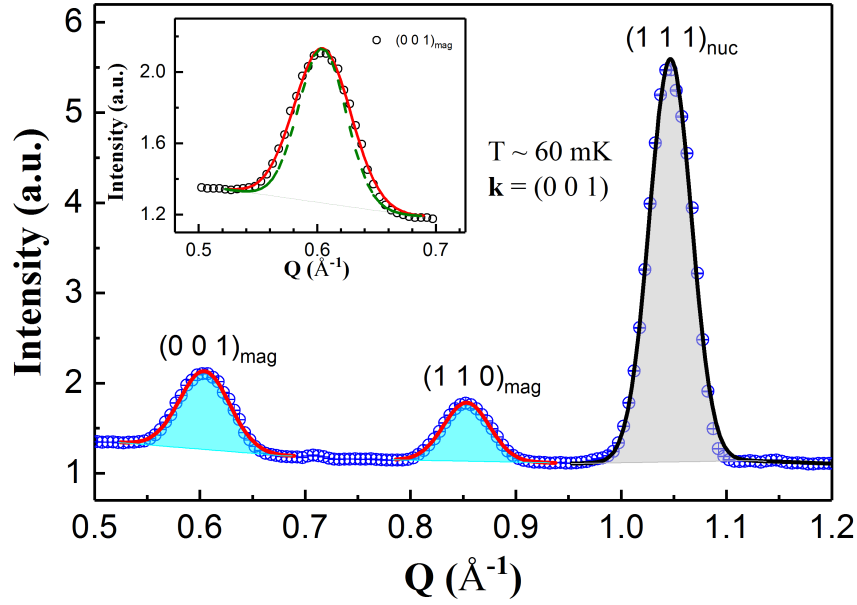 6
5
4
3
2
1
Intensity (a.u.)
0.5 0.6 0.7 0.8 0.9 1.0 1.1 1.2
Q (Å-1)
(0 0 1)mag
(1 1 0)mag
(1 1 1)nuc
T ~ 60 mK
k = (0 0 1)
2.0
1.6
1.2
Intensity (a.u.)
(0 0 1)mag
0.5 0.6 0.7
Q (Å-1)